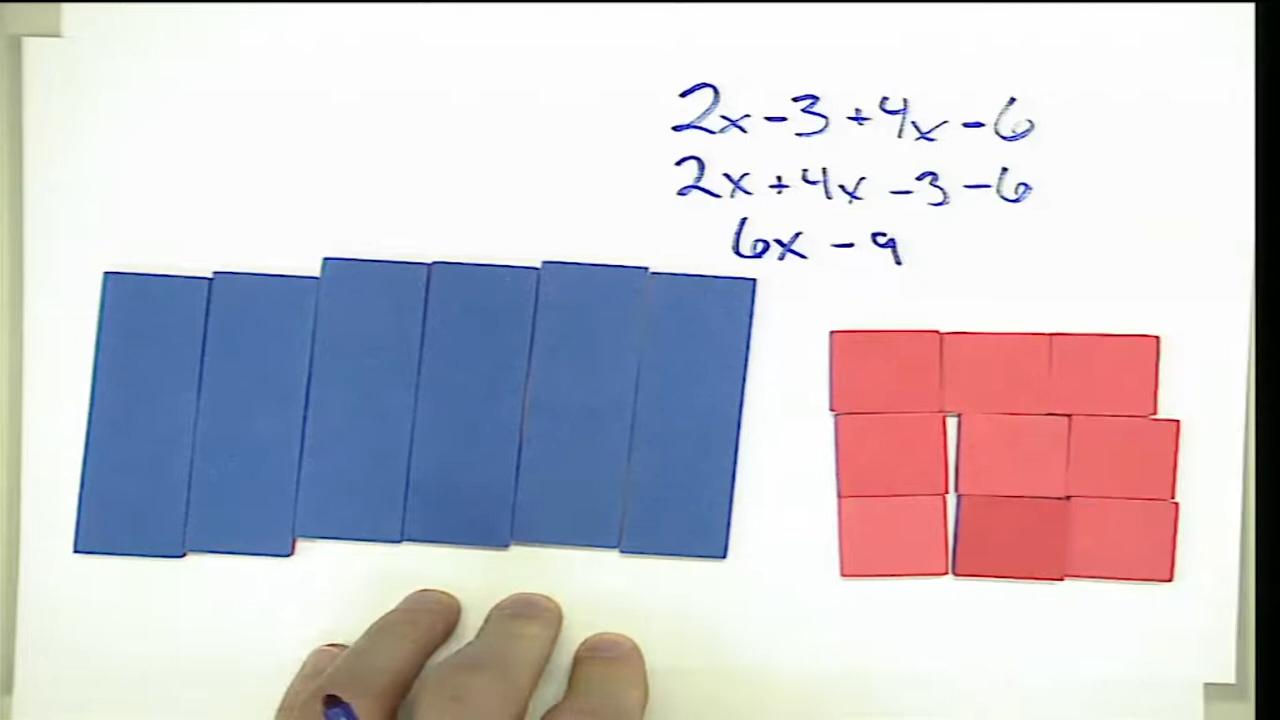 2x - 3 + 4x - 6
2x + 4x - 3 - 6
6x - 9